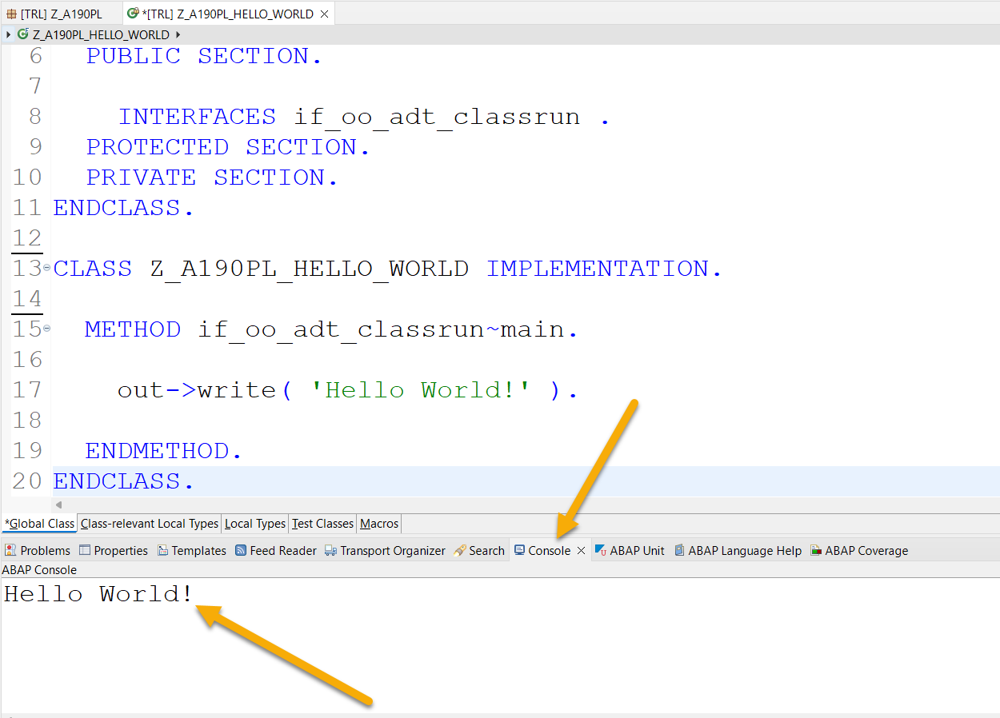 [TRL] Z_A190PL *[TRL] Z_A190PL_HELLO_WORLD
Z_A190PL_HELLO_WORLD
6 PUBLIC SECTION.
7
8 INTERFACES if_oo_adt_classrun .
9 PROTECTED SECTION.
10 PRIVATE SECTION.
11 ENDCLASS.
12
13 CLASS Z_A190PL_HELLO_WORLD IMPLEMENTATION.
14
15 METHOD if_oo_adt_classrun~main.
16
17 out->write( 'Hello World!' ).
18
19 ENDMETHOD.
20 ENDCLASS.
*Global Class Class-relevant Local Types Local Types Test Classes Macros
Problems Properties Templates Feed Reader Transport Organizer Search Console ABAP Unit ABAP Language Help ABAP Coverage
ABAP Console
Hello World!